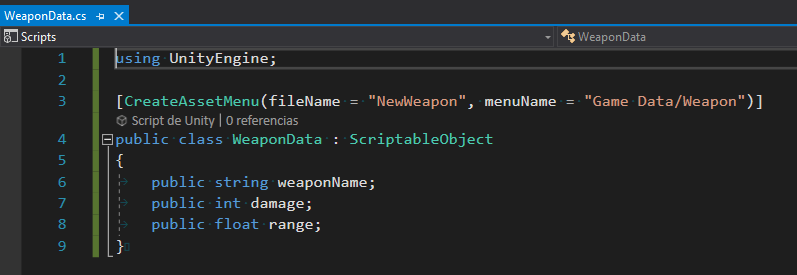 WeaponData.cs
Scripts WeaponData
1 using UnityEngine;
2
3 [CreateAssetMenu(fileName = "NewWeapon", menuName = "Game Data/Weapon")]
Script de Unity | 0 referencias
4 public class WeaponData : ScriptableObject
5 {
6 public string weaponName;
7 public int damage;
8 public float range;
9 }